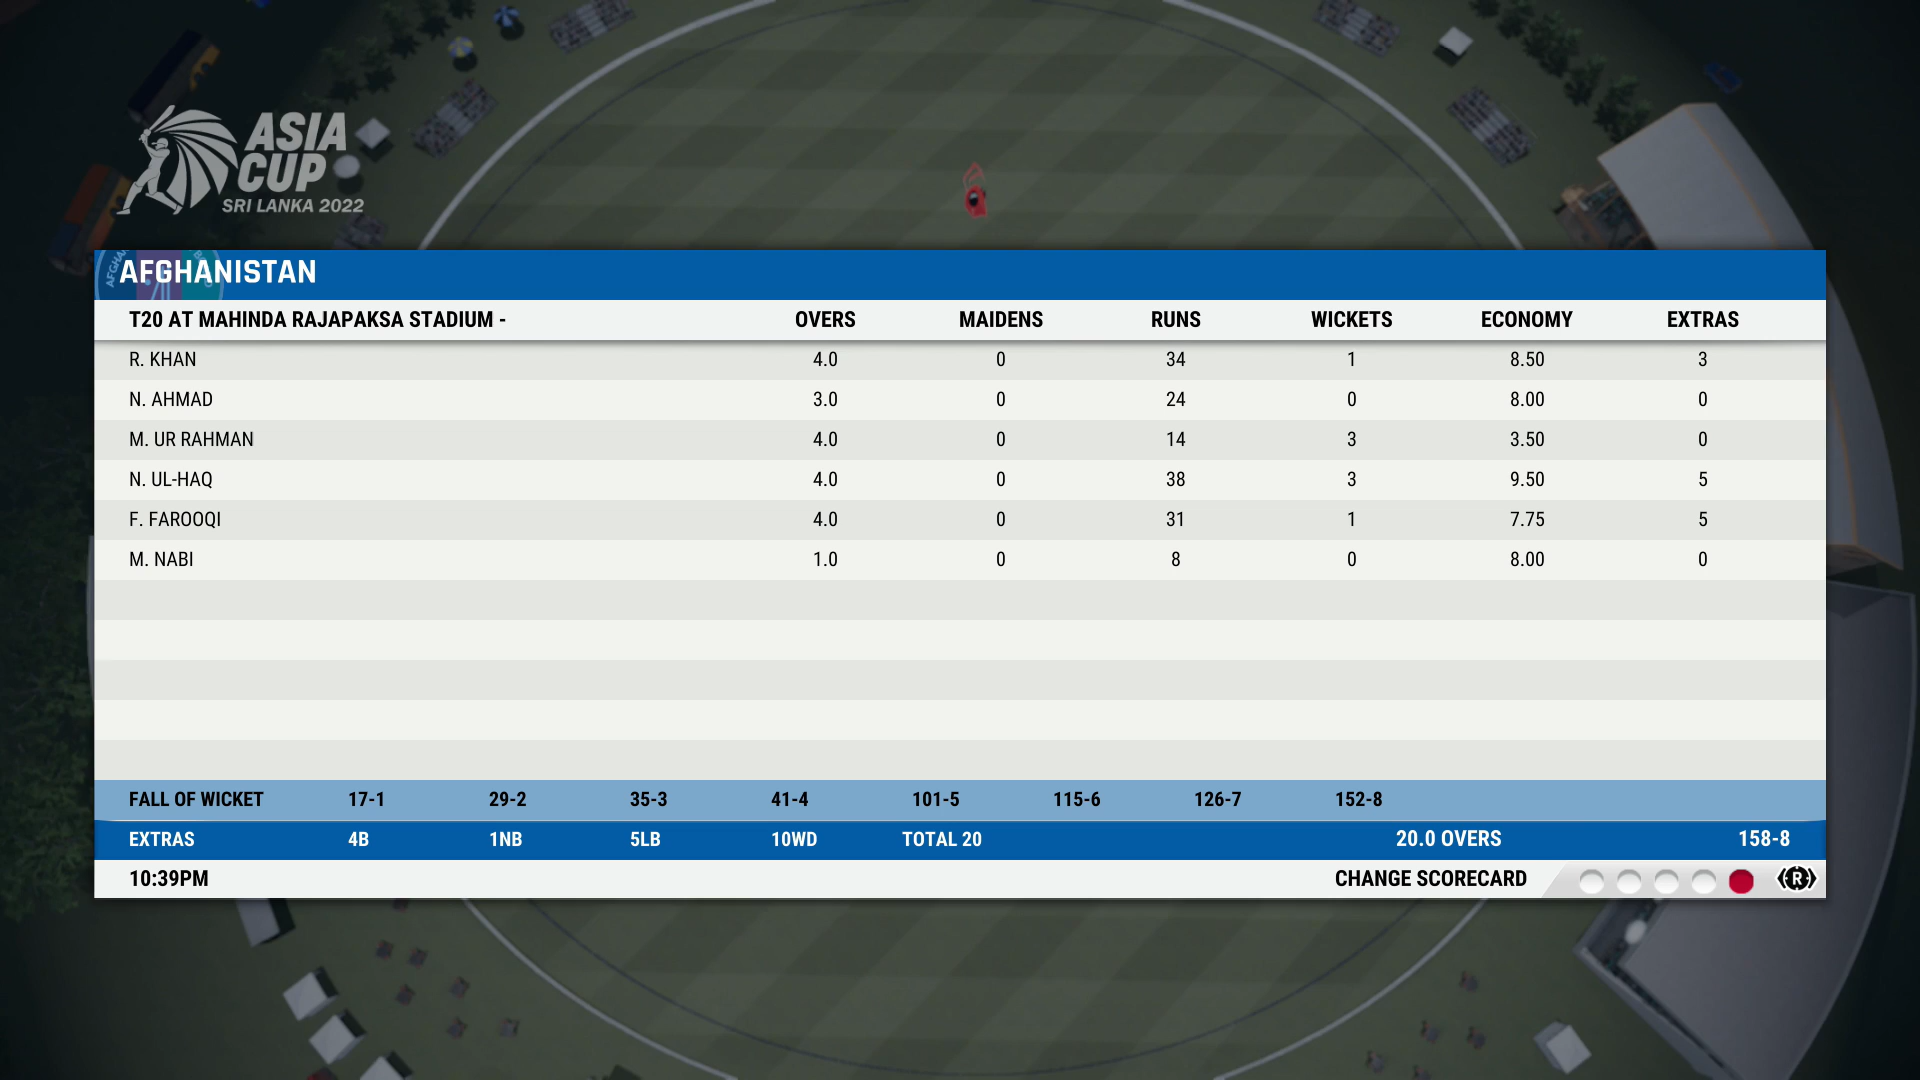 ASIA
CUP
SRI LANKA 2022
AFGHANISTAN
T20 AT MAHINDA RAJAPAKSA STADIUM - OVERS MAIDENS RUNS WICKETS ECONOMY EXTRAS
R. KHAN 4.0 0 34 1 8.50 3
N. AHMAD 3.0 0 24 0 8.00 0
M. UR RAHMAN 4.0 0 14 3 3.50 0
N. UL-HAQ 4.0 0 38 3 9.50 5
F. FAROOQI 4.0 0 31 1 7.75 5
M. NABI 1.0 0 8 0 8.00 0
FALL OF WICKET 17-1 29-2 35-3 41-4 101-5 115-6 126-7 152-8
EXTRAS 4B 1NB 5LB 10WD TOTAL 20 20.0 OVERS 158-8
10:39PM CHANGE SCORECARD R